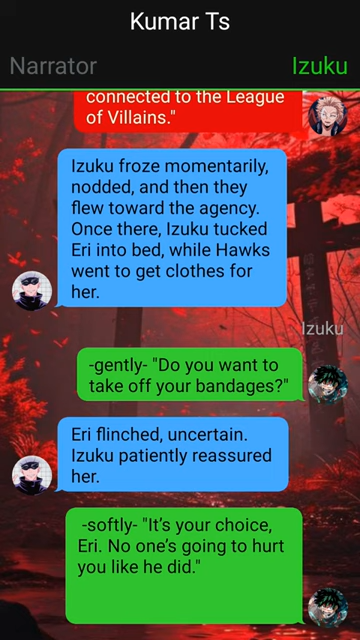 Kumar Ts
Narrator Izuku
connected to the League
of Villains."
Izuku froze momentarily,
nodded, and then they
flew toward the agency.
Once there, Izuku tucked
Eri into bed, while Hawks
went to get clothes for
her.
Izuku
-gently- "Do you want to
take off your bandages?"
Eri flinched, uncertain.
Izuku patiently reassured
her.
-softly- "It's your choice,
Eri. No one's going to hurt
you like he did."